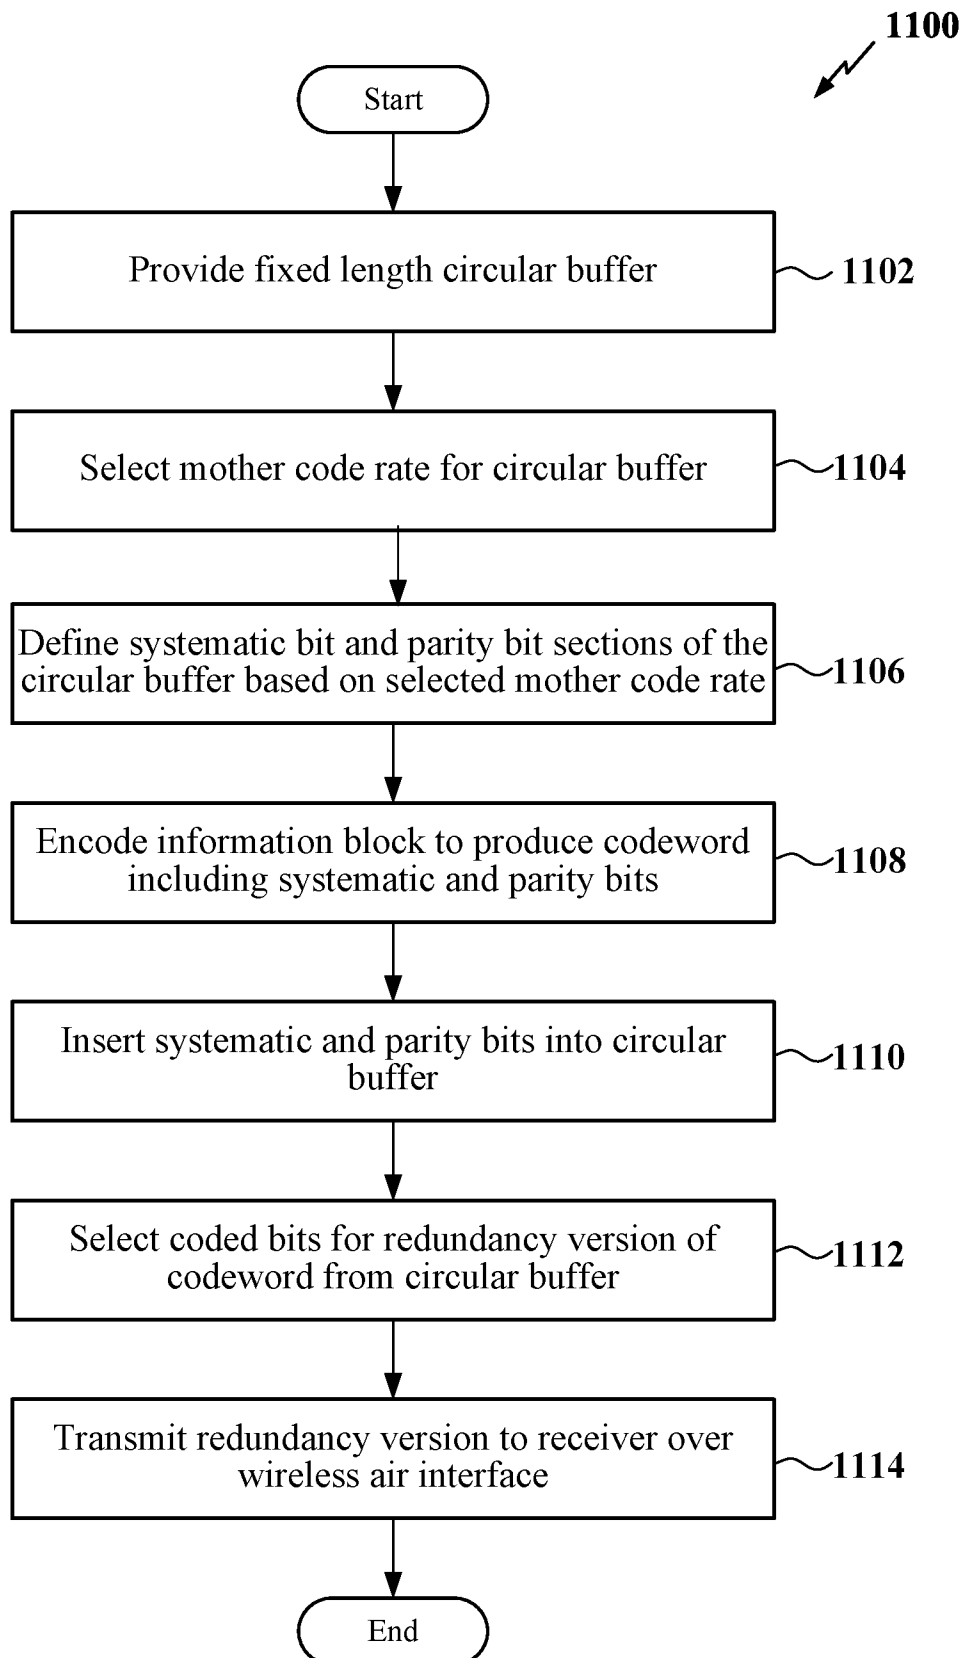 1100
Start
Provide fixed length circular buffer
1102
Select mother code rate for circular buffer
1104
Define systematic bit and parity bit sections of the
circular buffer based on selected mother code rate
1106
Encode information block to produce codeword
including systematic and parity bits
1108
Insert systematic and parity bits into circular
buffer
1110
Select coded bits for redundancy version of
codeword from circular buffer
1112
Transmit redundancy version to receiver over
wireless air interface
1114
End